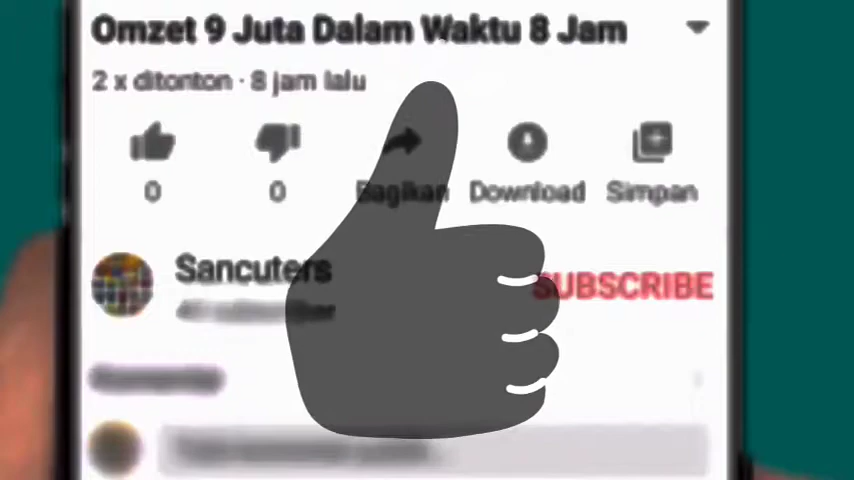 Omzet 9 Juta Dalam Waktu 8 Jam
2 x ditonton · 8 jam lalu
0 0 Bagikan Download Simpan
Sancuters
SUBSCRIBE